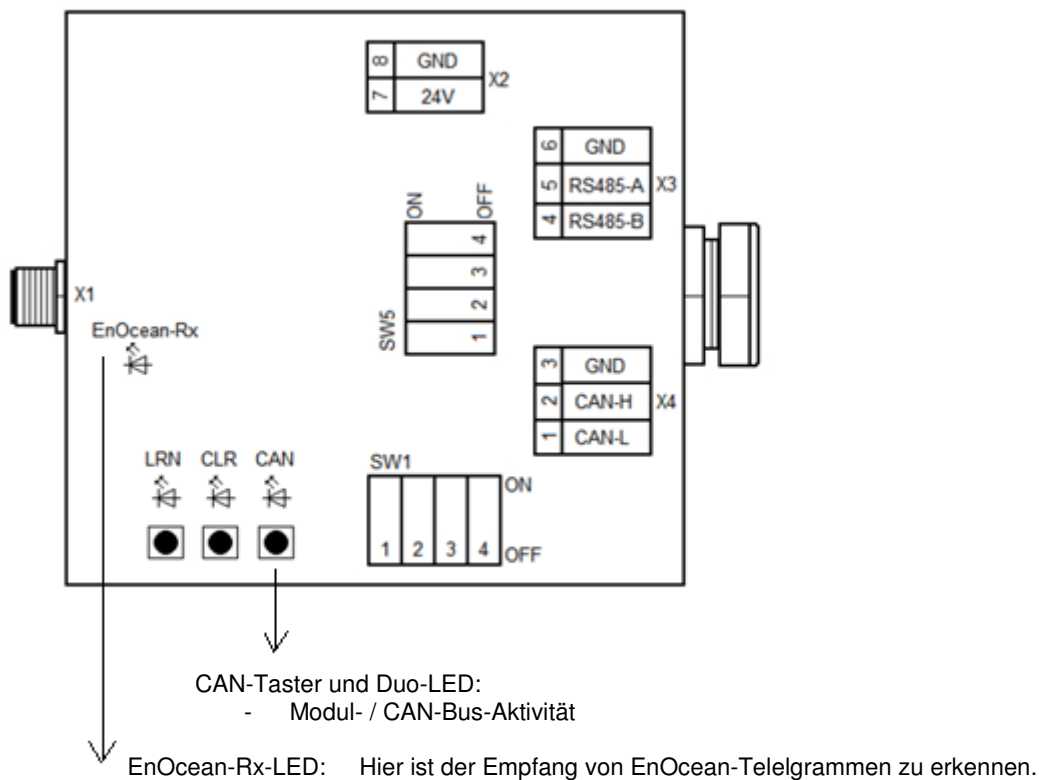 8 GND
X2
7 24V
6 GND
5 RS485-A X3
4 RS485-B
ON OFF
4
3
2
1
SW5
X1
EnOcean-Rx
3 GND
2 CAN-H X4
1 CAN-L
LRN CLR CAN
SW1
ON
1 2 3 4 OFF
CAN-Taster und Duo-LED:
- Modul- / CAN-Bus-Aktivität
EnOcean-Rx-LED: Hier ist der Empfang von EnOcean-Telelgrammen zu erkennen.